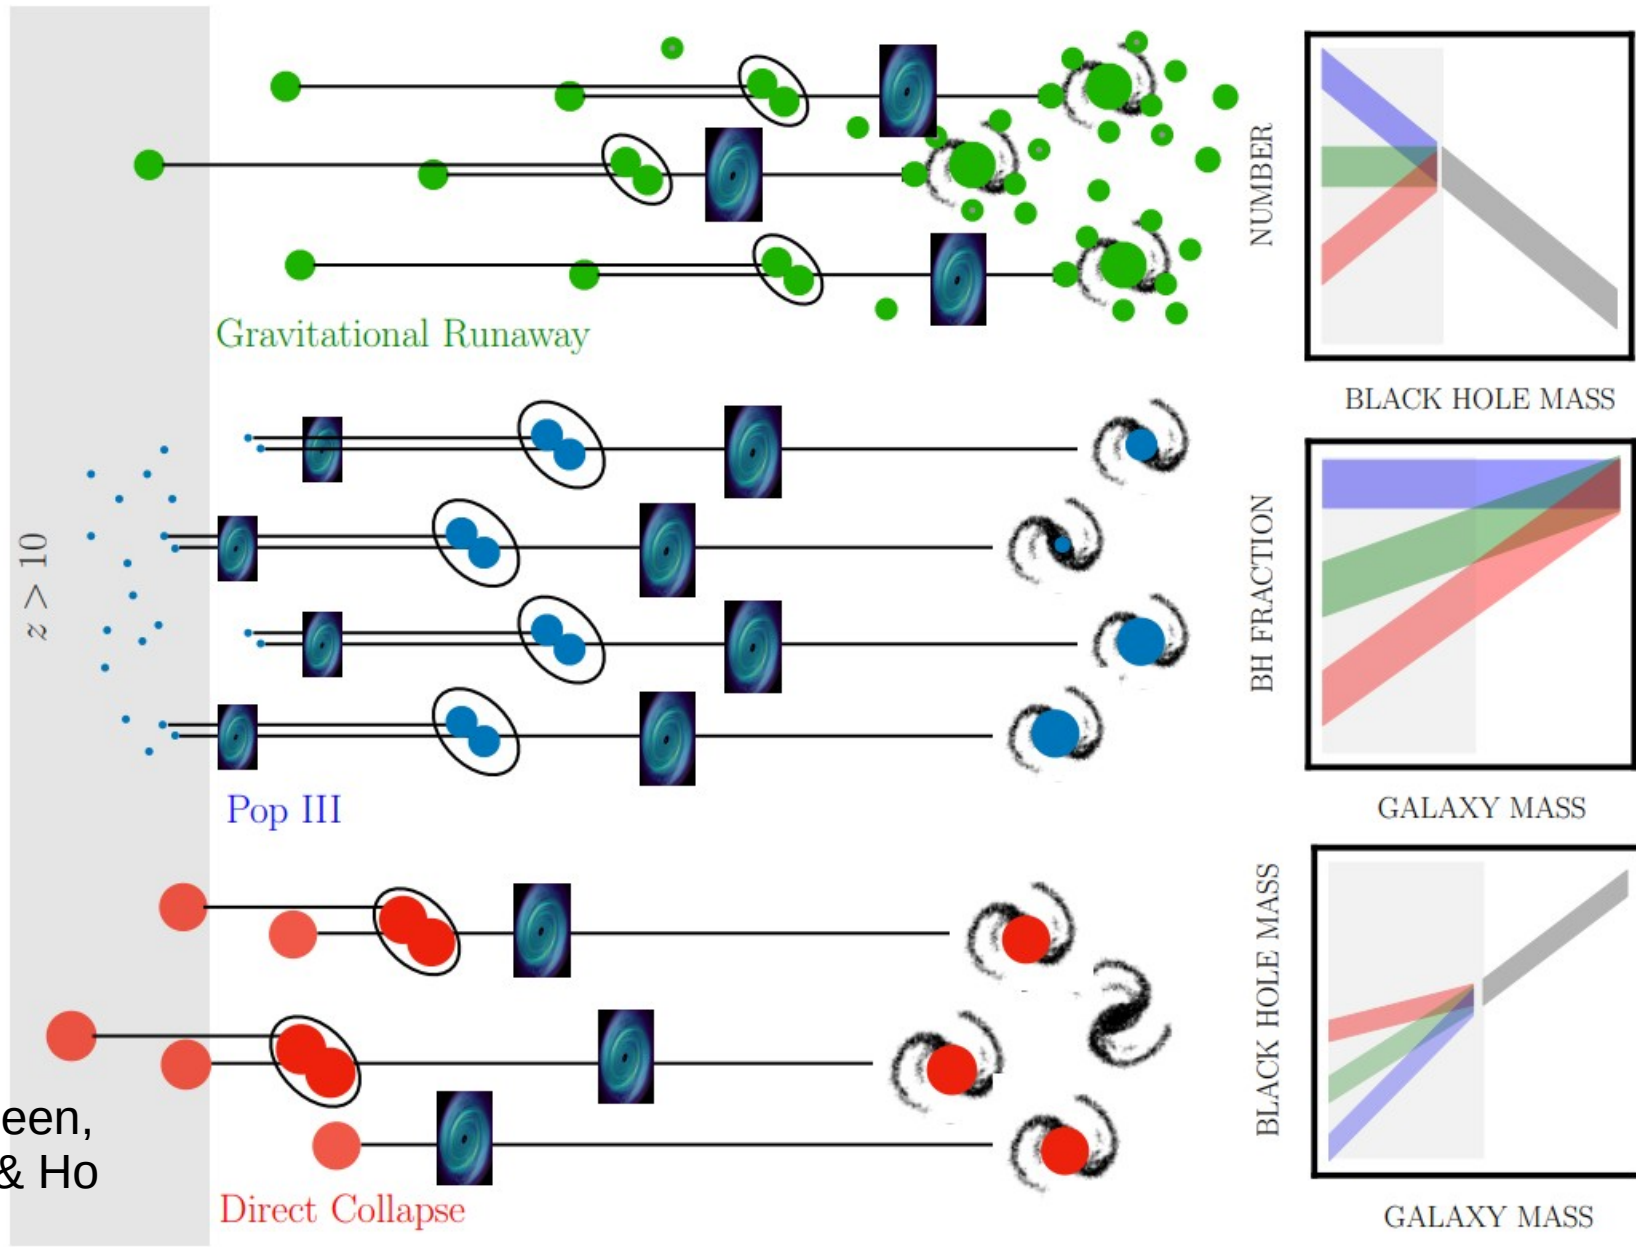 z > 10
Gravitational Runaway
Pop III
Direct Collapse
een,
& Ho
NUMBER
BLACK HOLE MASS
BH FRACTION
GALAXY MASS
BLACK HOLE MASS
GALAXY MASS